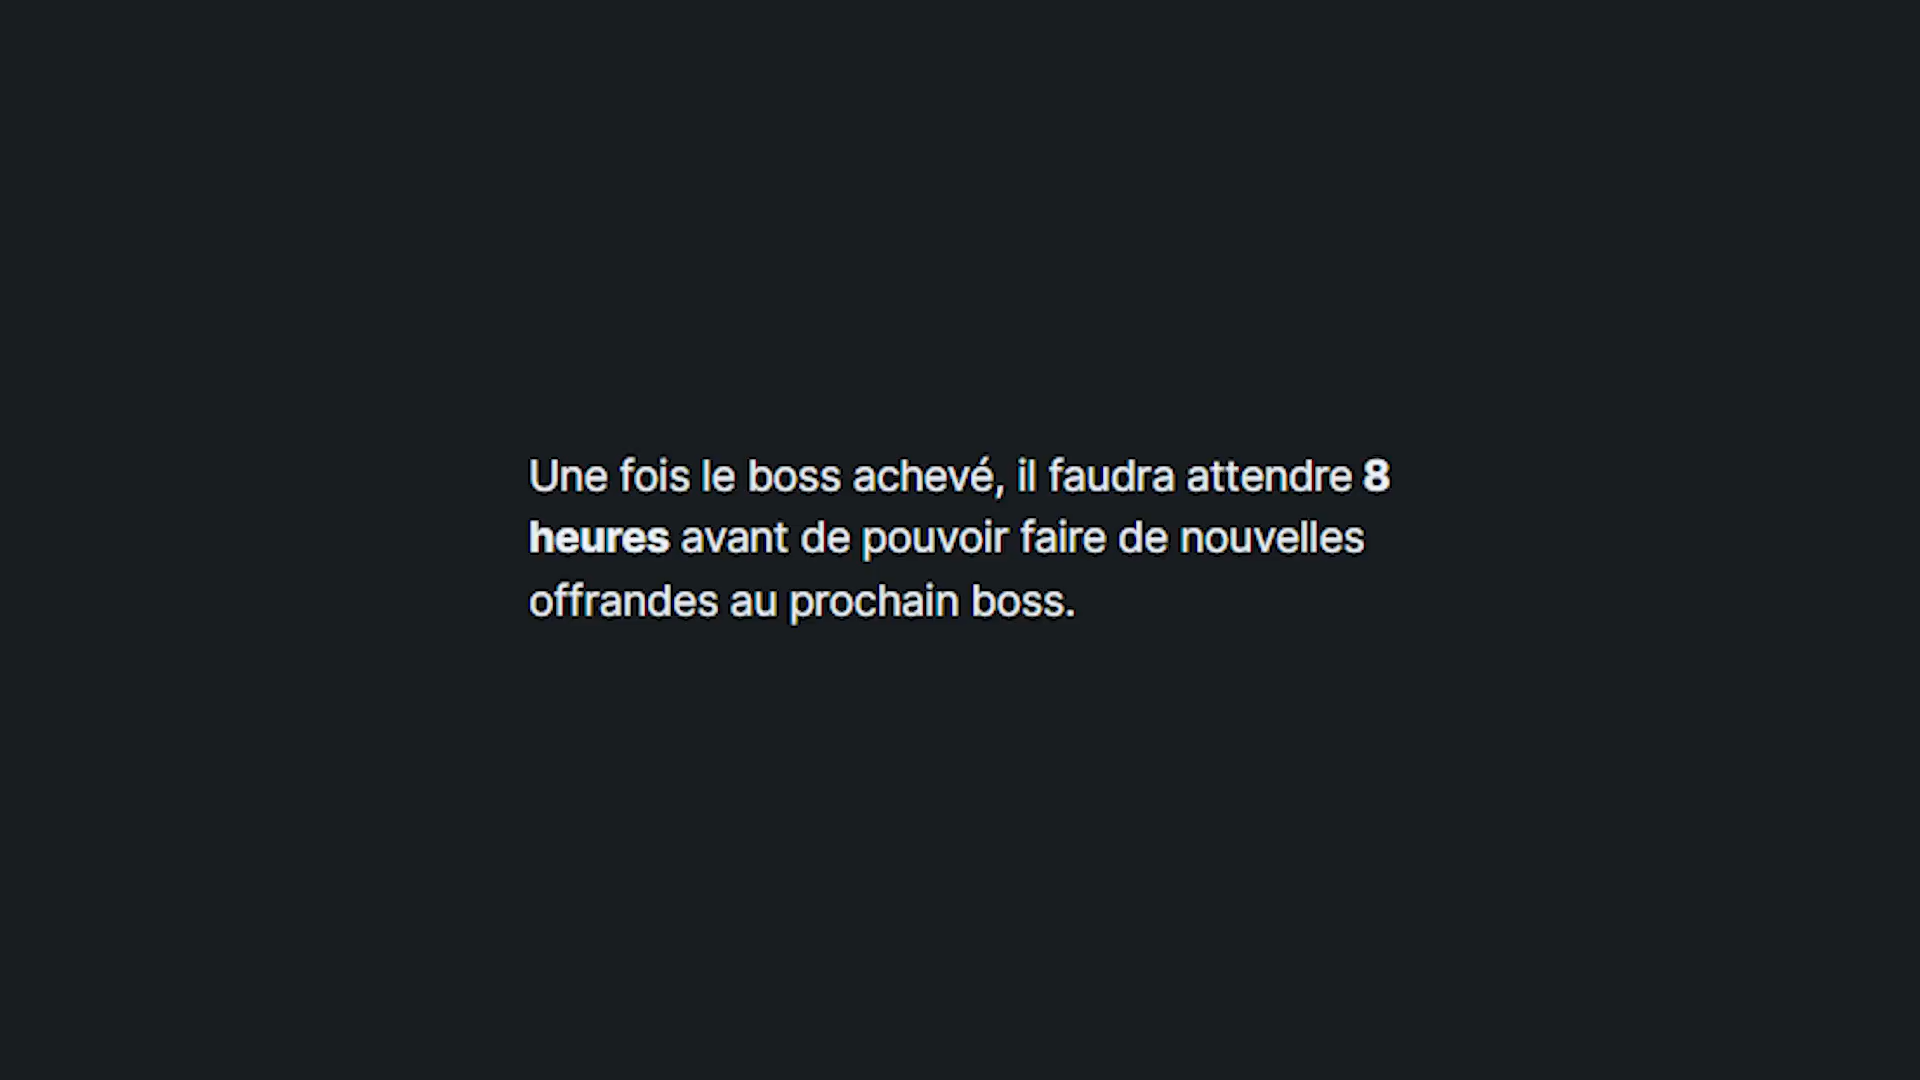 Une fois le boss achevé, il faudra attendre 8
heures avant de pouvoir faire de nouvelles
offrandes au prochain boss.